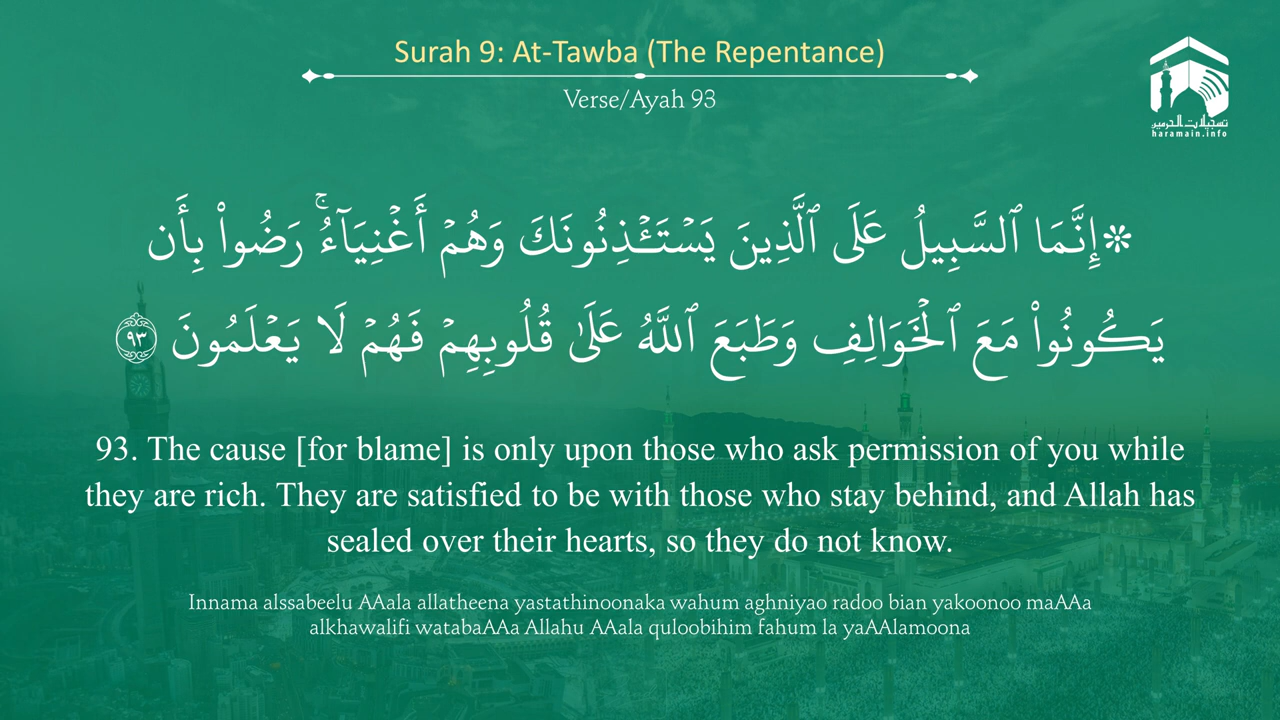 Surah 9: At-Tawba (The Repentance)
Verse/Ayah 93
تسجيلات الحرمين
haramain.info
۞إِنَّمَا ٱلسَّبِيلُ عَلَى ٱلَّذِينَ يَسۡتَـٔۡذِنُونَكَ وَهُمۡ أَغۡنِيَآءُۚ رَضُواْ بِأَن
يَكُونُواْ مَعَ ٱلۡخَوَالِفِ وَطَبَعَ ٱللَّهُ عَلَىٰ قُلُوبِهِمۡ فَهُمۡ لَا يَعۡلَمُونَ ٩٣
93. The cause [for blame] is only upon those who ask permission of you while
they are rich. They are satisfied to be with those who stay behind, and Allah has
sealed over their hearts, so they do not know.
Innama alssabeelu AAala allatheena yastathinoonaka wahum aghniyao radoo bian yakoonoo maAAa
alkhawalifi watabaAAa Allahu AAala quloobihim fahum la yaAAlamoona